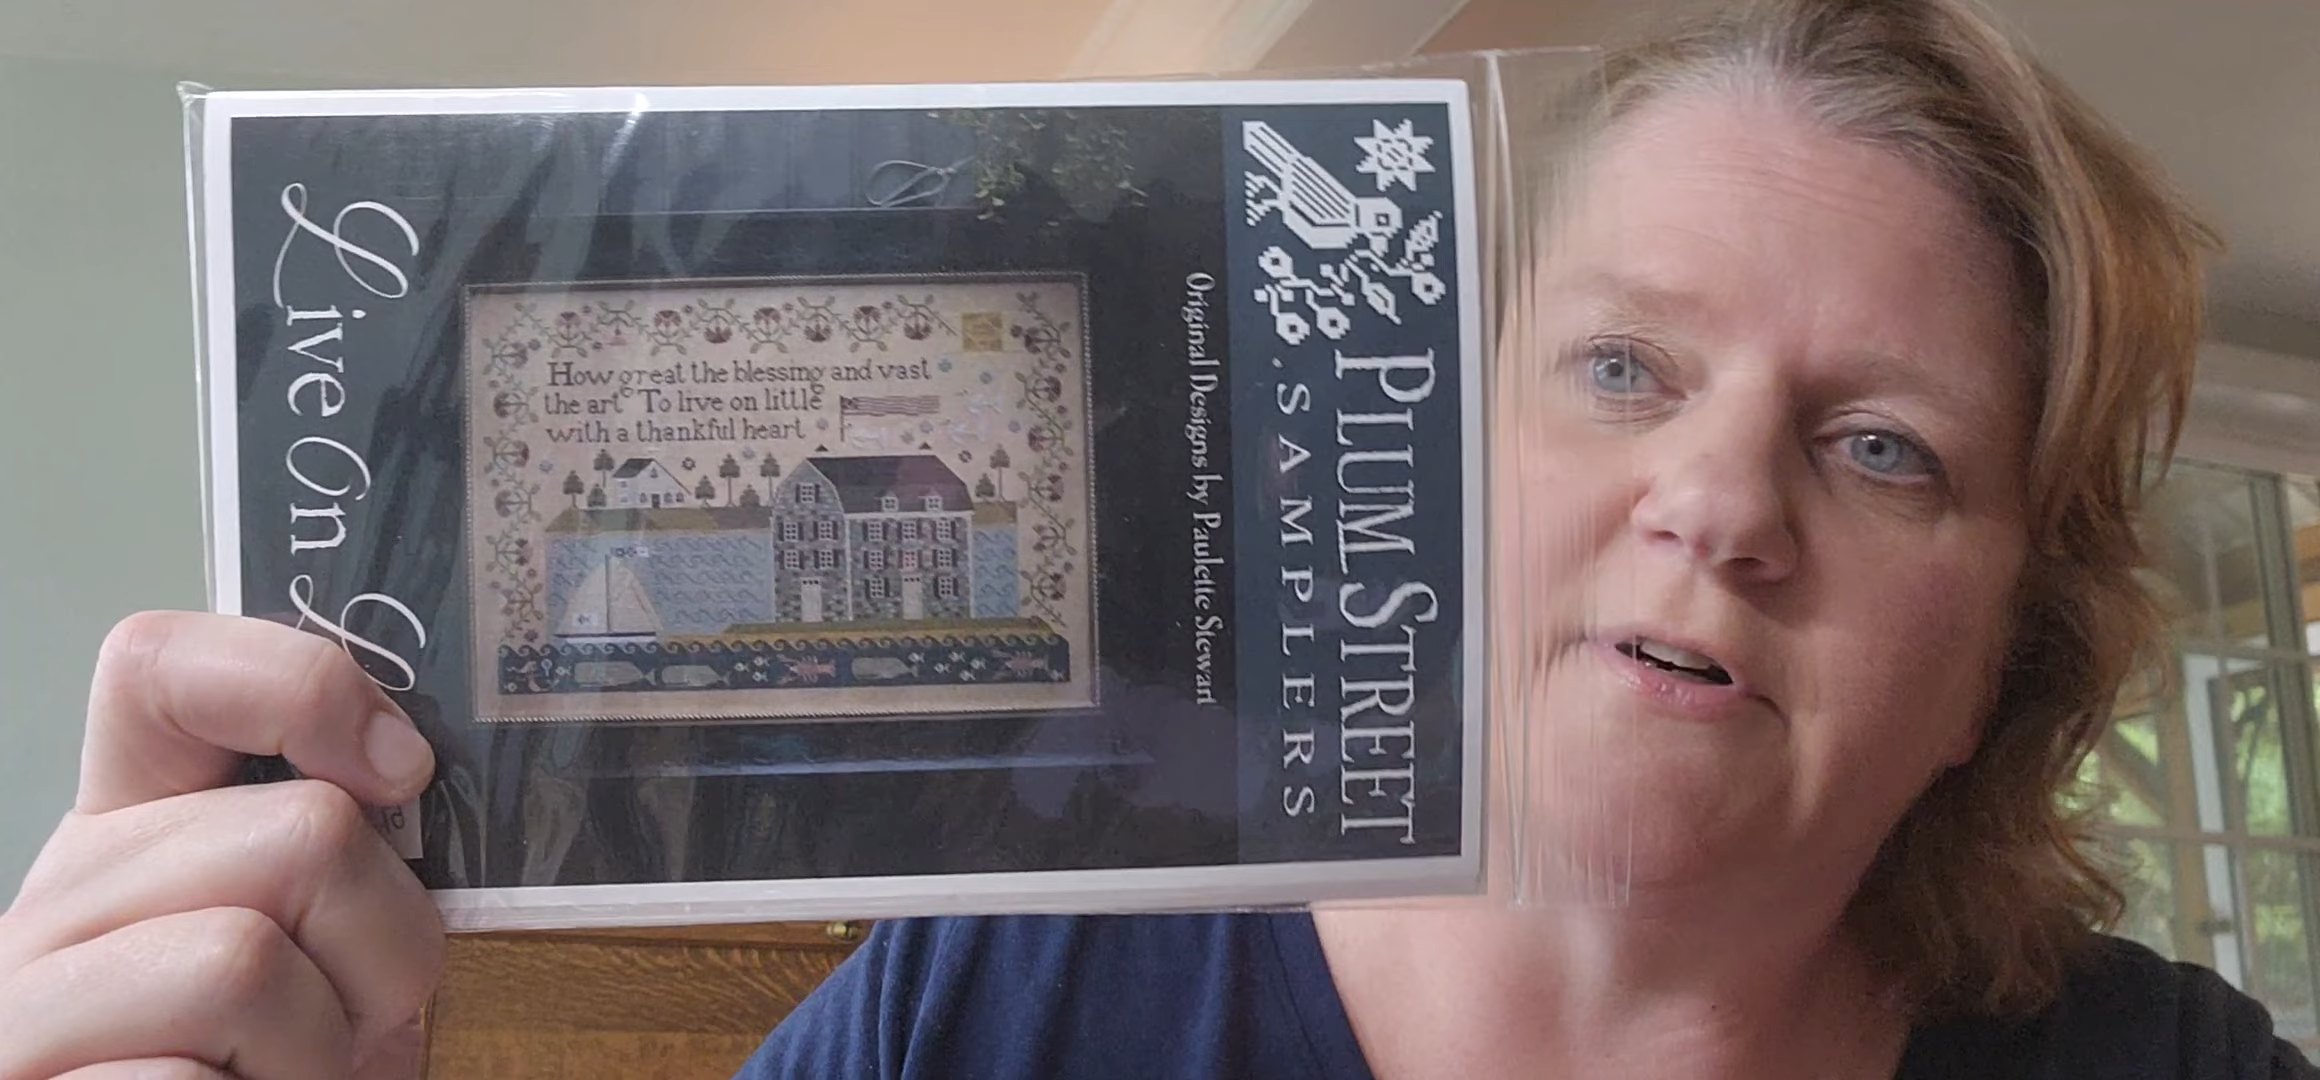 PLUM STREET
SAMPLERS
Original Designs by Paulette Stewart
How great the blessing and vast
the art To live on little
with a thankful heart
Live On